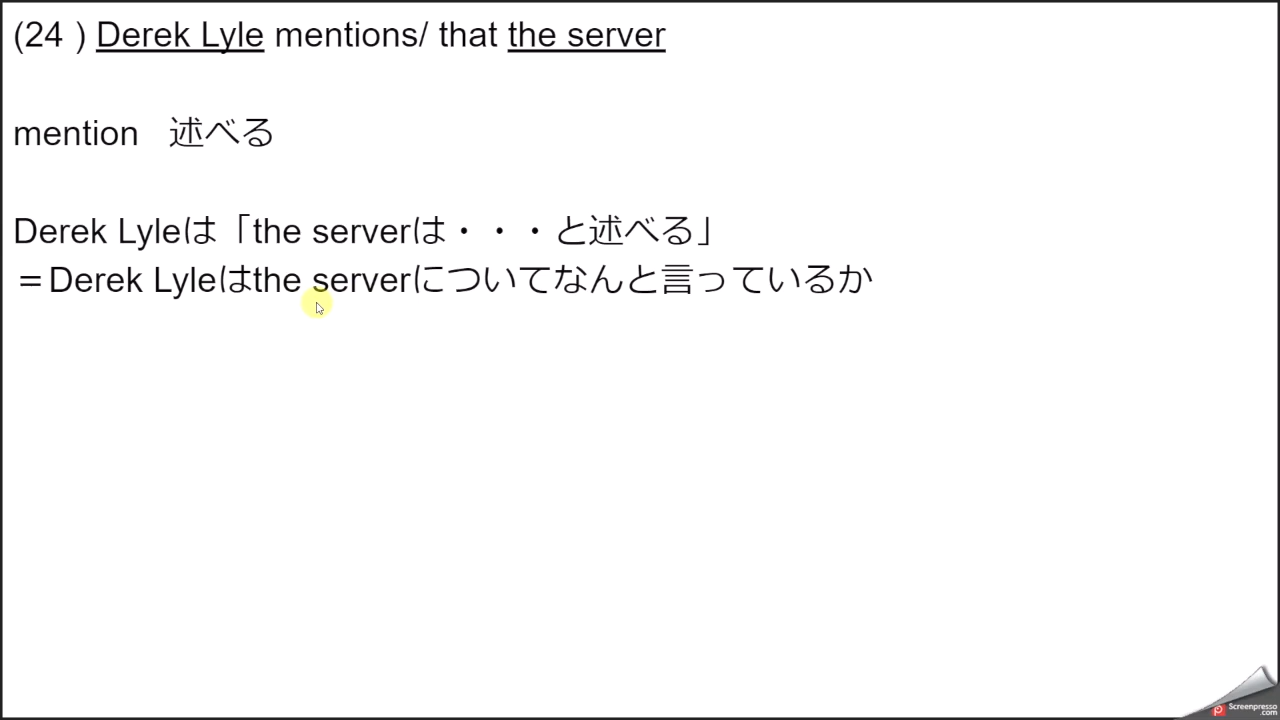 (24 ) Derek Lyle mentions/ that the server
mention 述べる
Derek Lyleは「the serverは・・・と述べる」
＝Derek Lyleはthe serverについてなんと言っているか
Screenpresso
.com